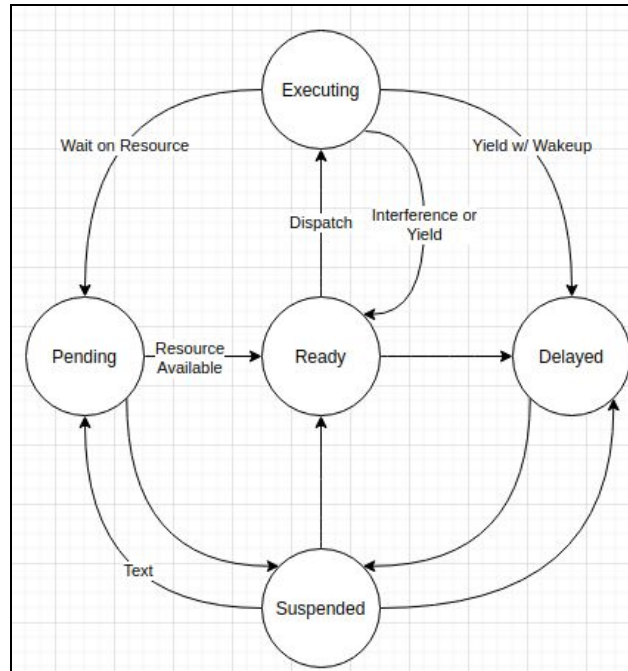 Executing
Wait on Resource
Yield w/ Wakeup
Dispatch
Interference or
Yield
Pending
Resource
Available
Ready
Delayed
Text
Suspended